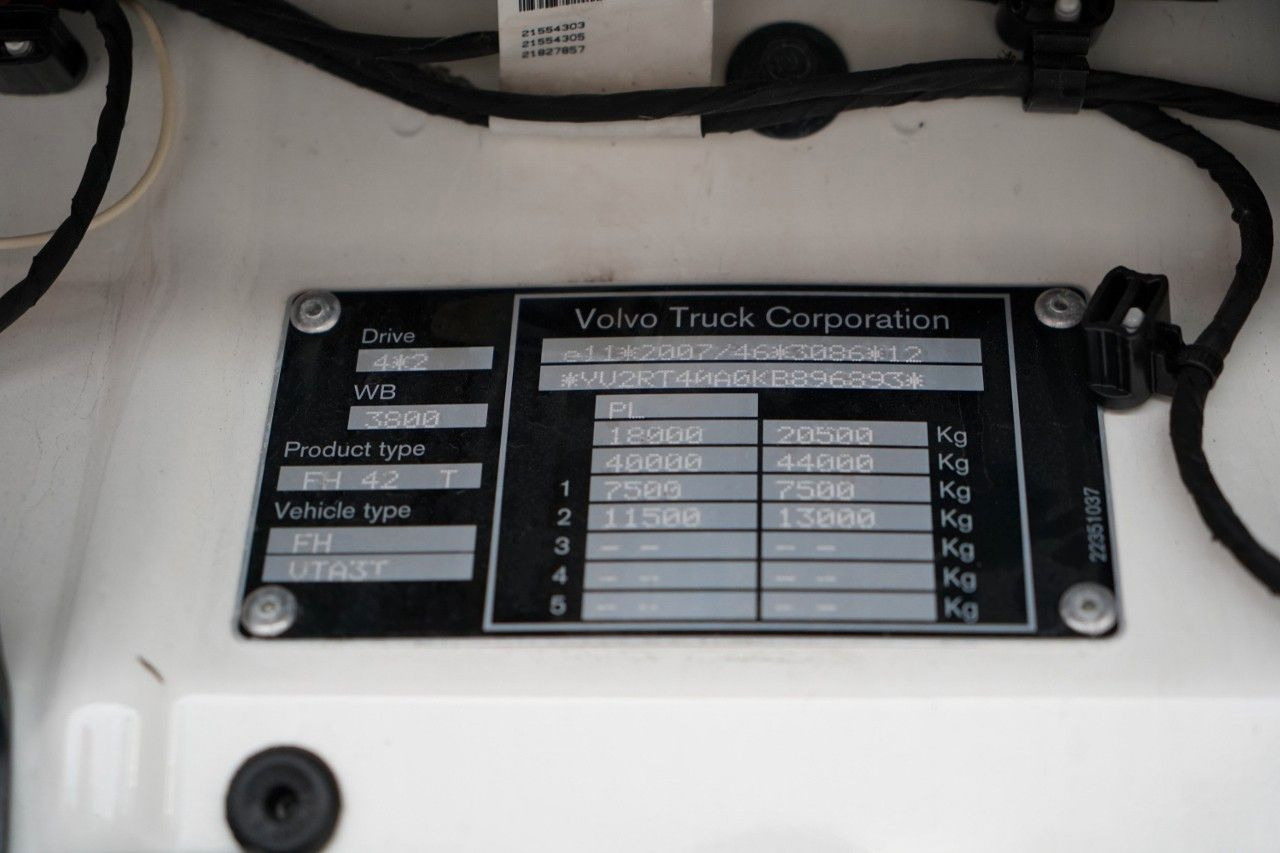 21554303
21554305
21827857
Volvo Truck Corporation
e11*2007/46*3086*12
*YV2RT40A0KB896893*
Drive
4*2
WB
3800
Product type
FH 42 T
Vehicle type
FH
VTA3T
PL
18000 20500 Kg
40000 44000 Kg
1 7500 7500 Kg
2 11500 13000 Kg
3 -- -- Kg
4 -- -- Kg
5 -- -- Kg
22351037